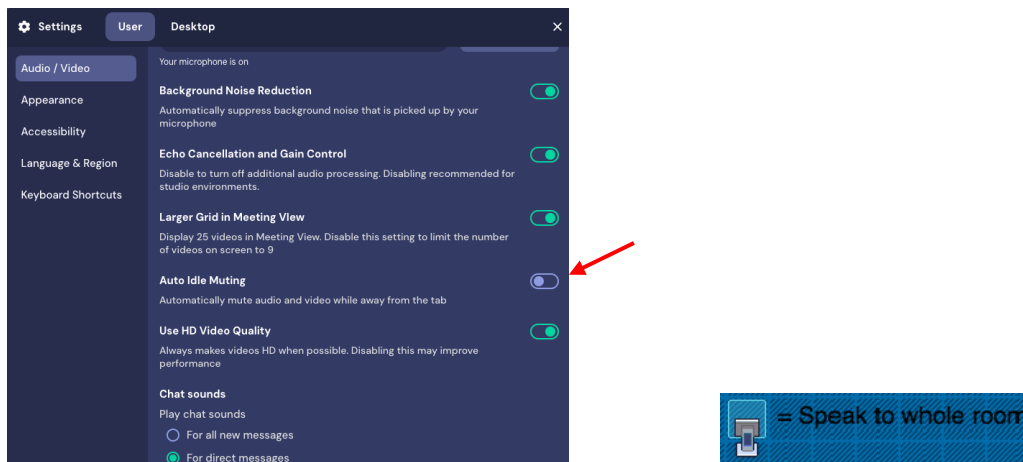 Settings User Desktop
Audio / Video
Appearance
Accessibility
Language & Region
Keyboard Shortcuts
Your microphone is on
Background Noise Reduction
Automatically suppress background noise that is picked up by your
microphone
Echo Cancellation and Gain Control
Disable to turn off additional audio processing. Disabling recommended for
studio environments.
Larger Grid in Meeting VIew
Display 25 videos in Meeting View. Disable this setting to limit the number
of videos on screen to 9
Auto Idle Muting
Automatically mute audio and video while away from the tab
Use HD Video Quality
Always makes videos HD when possible. Disabling this may improve
performance
Chat sounds
Play chat sounds
For all new messages
For direct messages
= Speak to whole room